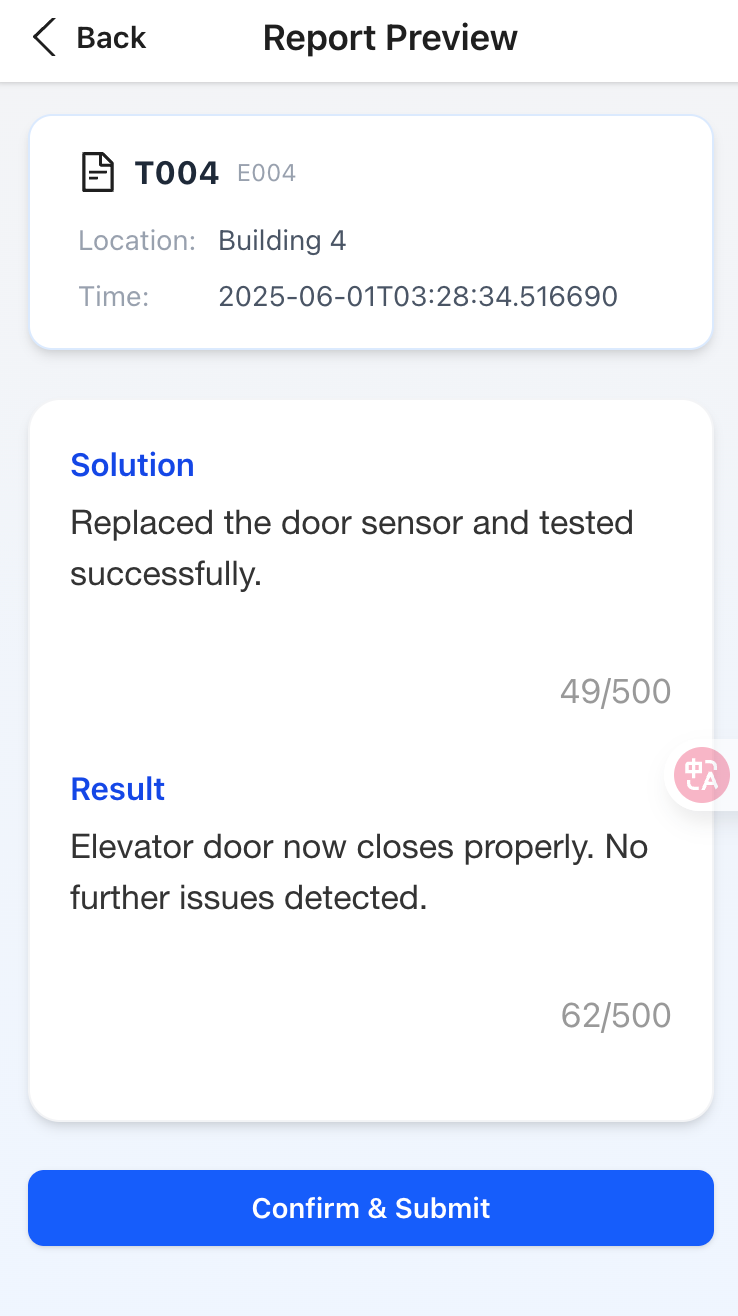 Back
Report Preview
T004 E004
Location: Building 4
Time: 2025-06-01T03:28:34.516690
Solution
Replaced the door sensor and tested
successfully.
49/500
Result
中A
Elevator door now closes properly. No
further issues detected.
62/500
Confirm & Submit